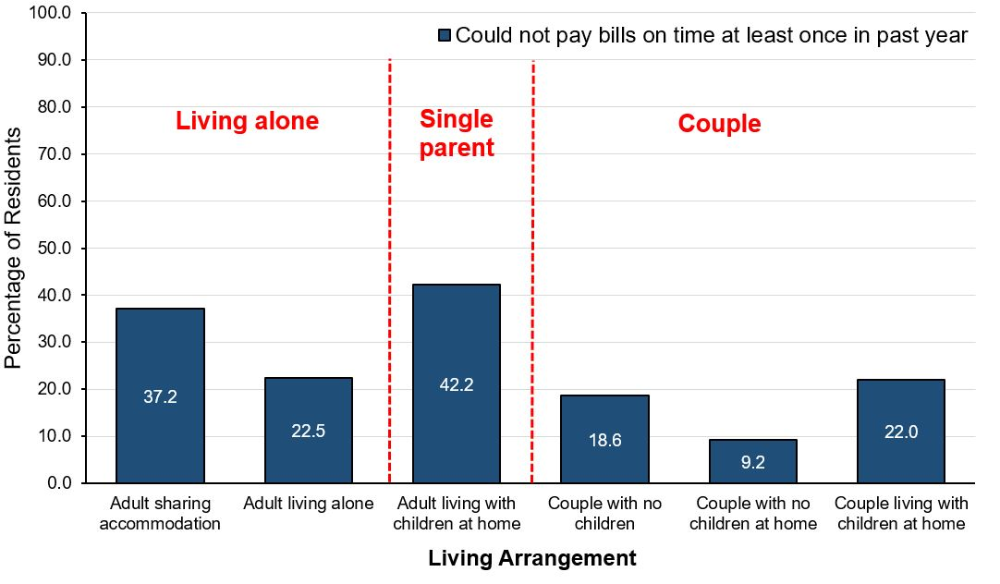 100.0
90.0
80.0
70.0
60.0
50.0
40.0
30.0
20.0
10.0
0.0
Percentage of Residents
Could not pay bills on time at least once in past year
Living alone
Single
parent
Couple
37.2
22.5
42.2
18.6
9.2
22.0
Adult sharing
accommodation
Adult living alone
Adult living with
children at home
Couple with no
children
Couple with no
children at home
Couple living with
children at home
Living Arrangement